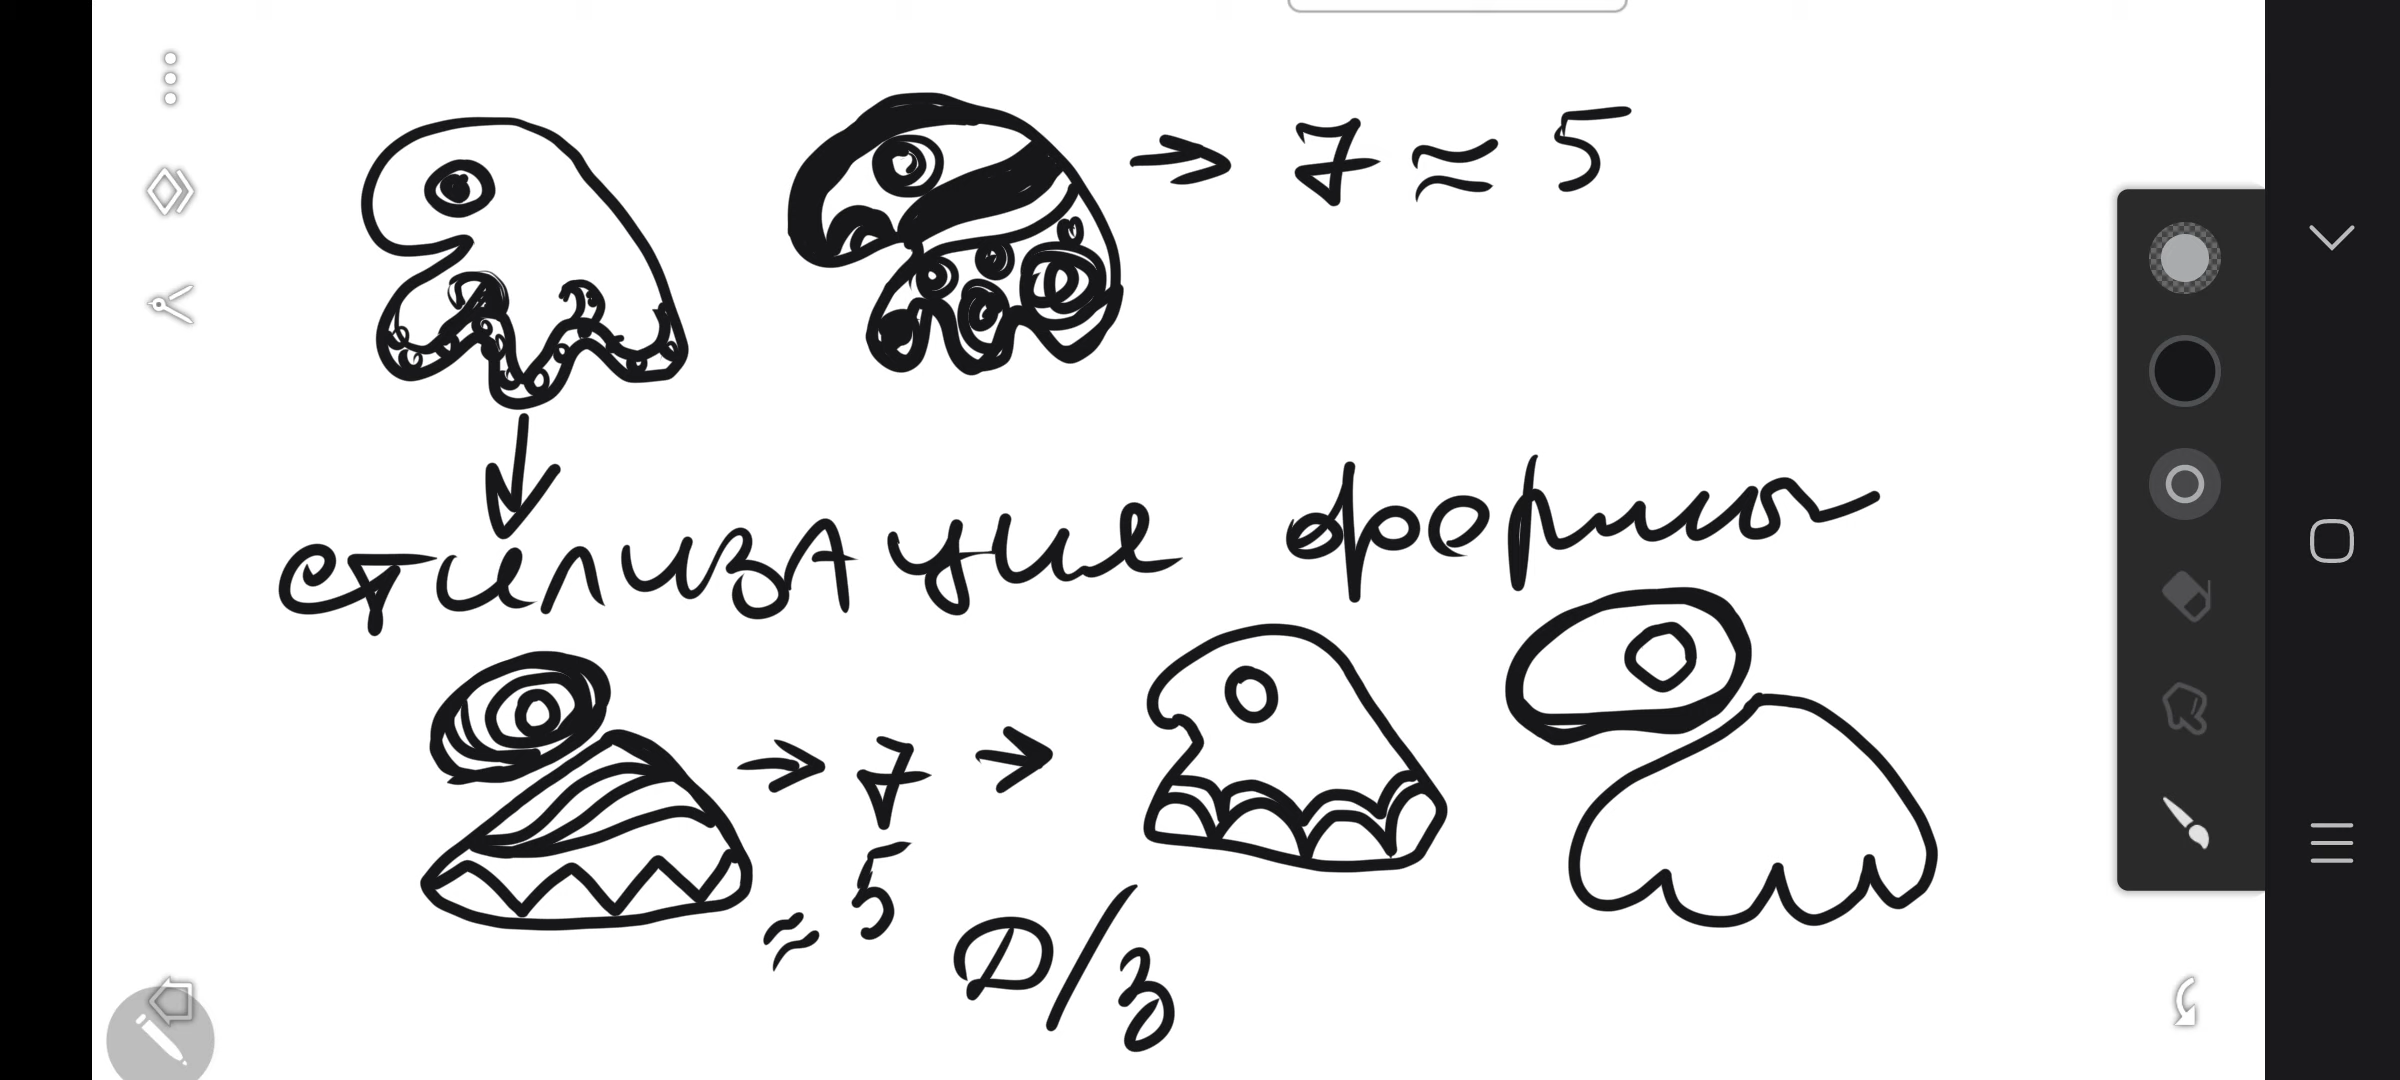 → 7 ≈ 5
стилизация формы
→ 7 →
≈ 5
Д/з